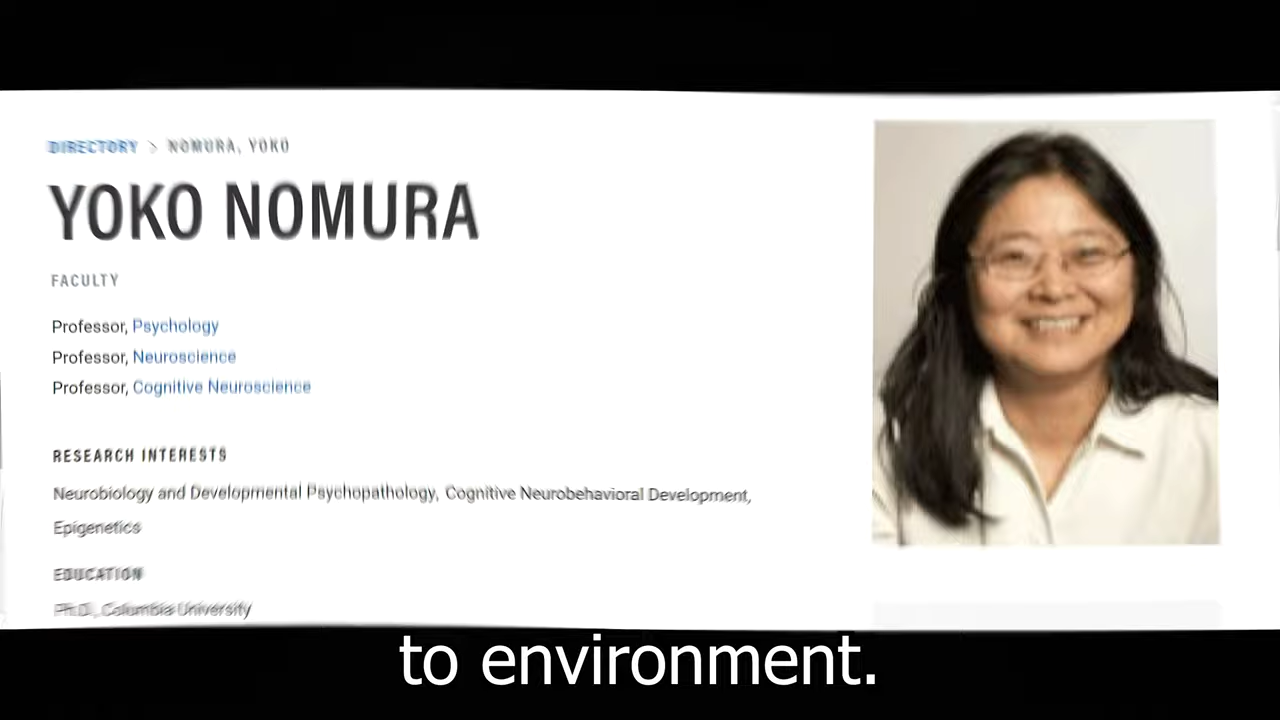 DIRECTORY > NOMURA, YOKO
YOKO NOMURA
FACULTY
Professor, Psychology
Professor, Neuroscience
Professor, Cognitive Neuroscience
RESEARCH INTERESTS
Neurobiology and Developmental Psychopathology, Cognitive Neurobehavioral Development,
Epigenetics
EDUCATION
Ph.D., Columbia University
to environment.